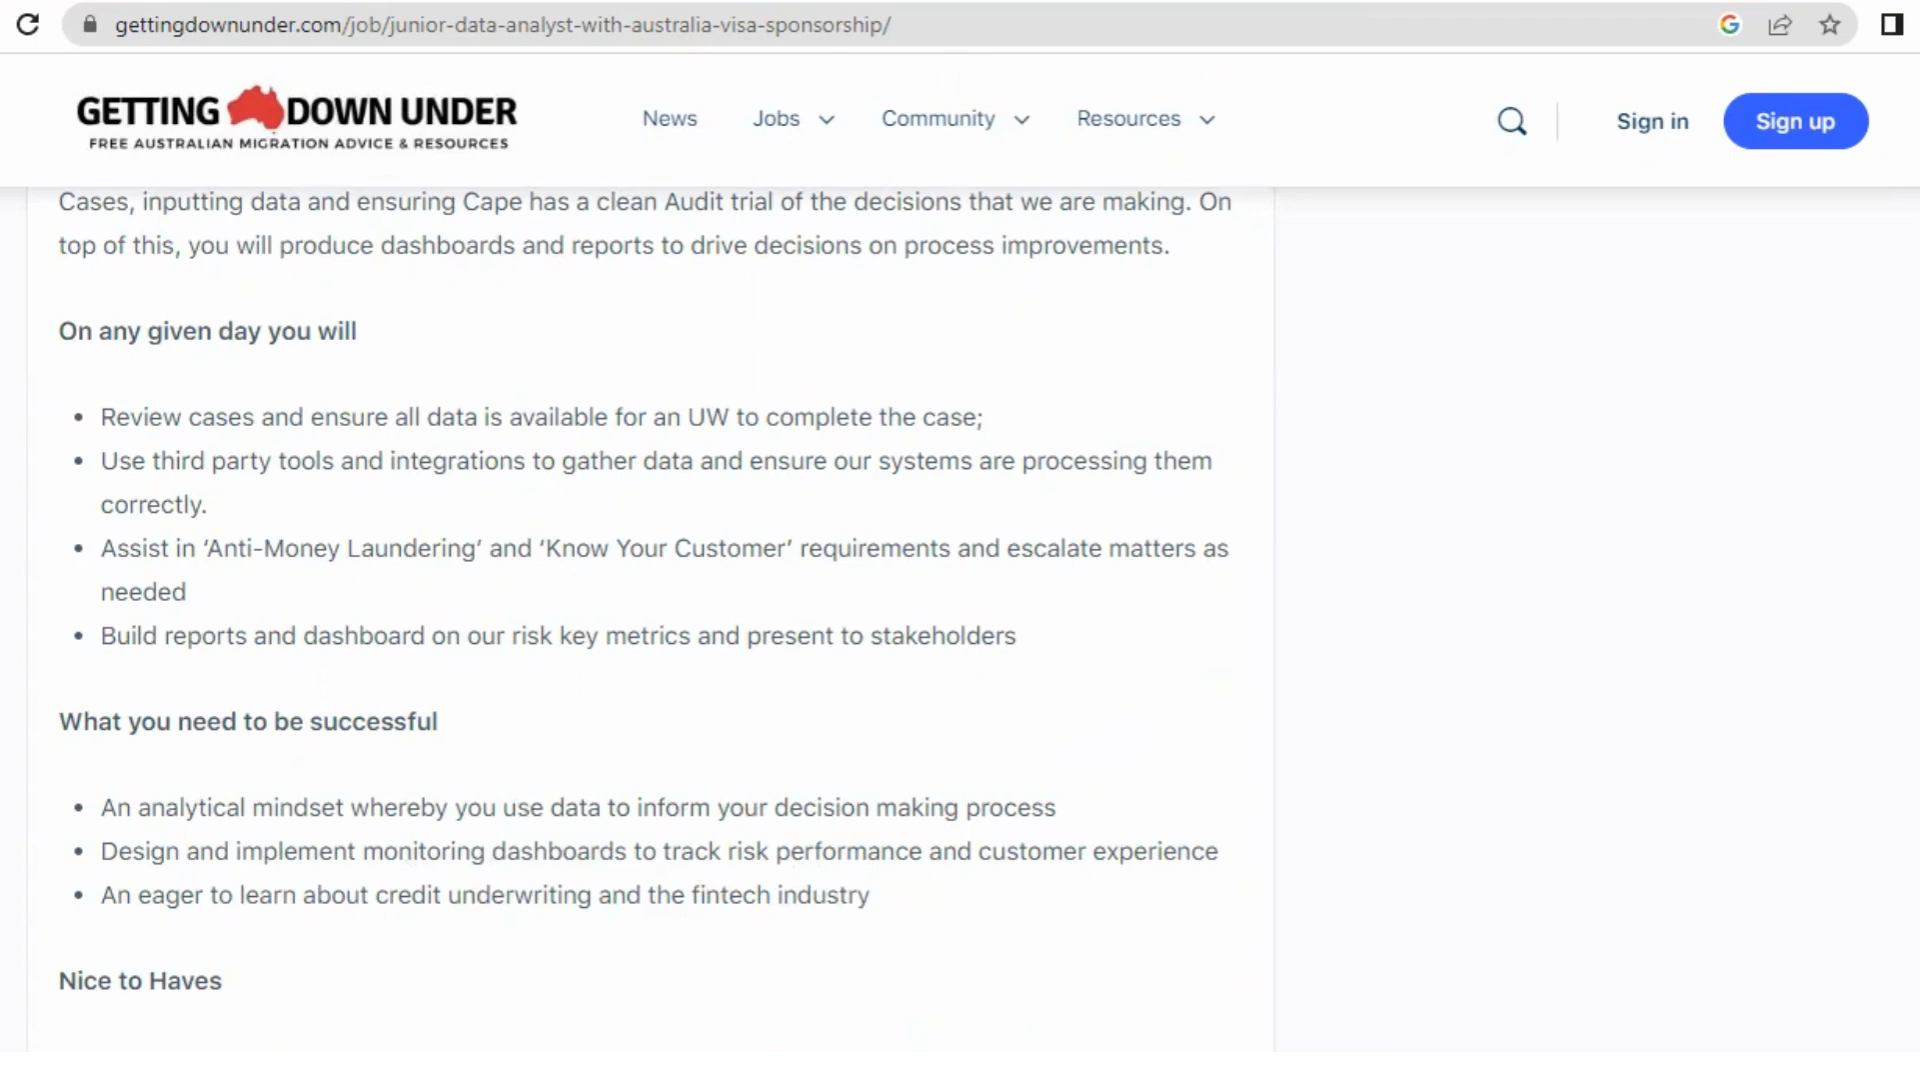 gettingdownunder.com/job/junior-data-analyst-with-australia-visa-sponsorship/
GETTING DOWN UNDER
FREE AUSTRALIAN MIGRATION ADVICE & RESOURCES
News Jobs Community Resources Sign in Sign up
Cases, inputting data and ensuring Cape has a clean Audit trial of the decisions that we are making. On
top of this, you will produce dashboards and reports to drive decisions on process improvements.
On any given day you will
• Review cases and ensure all data is available for an UW to complete the case;
• Use third party tools and integrations to gather data and ensure our systems are processing them
correctly.
• Assist in ‘Anti-Money Laundering’ and ‘Know Your Customer’ requirements and escalate matters as
needed
• Build reports and dashboard on our risk key metrics and present to stakeholders
What you need to be successful
• An analytical mindset whereby you use data to inform your decision making process
• Design and implement monitoring dashboards to track risk performance and customer experience
• An eager to learn about credit underwriting and the fintech industry
Nice to Haves